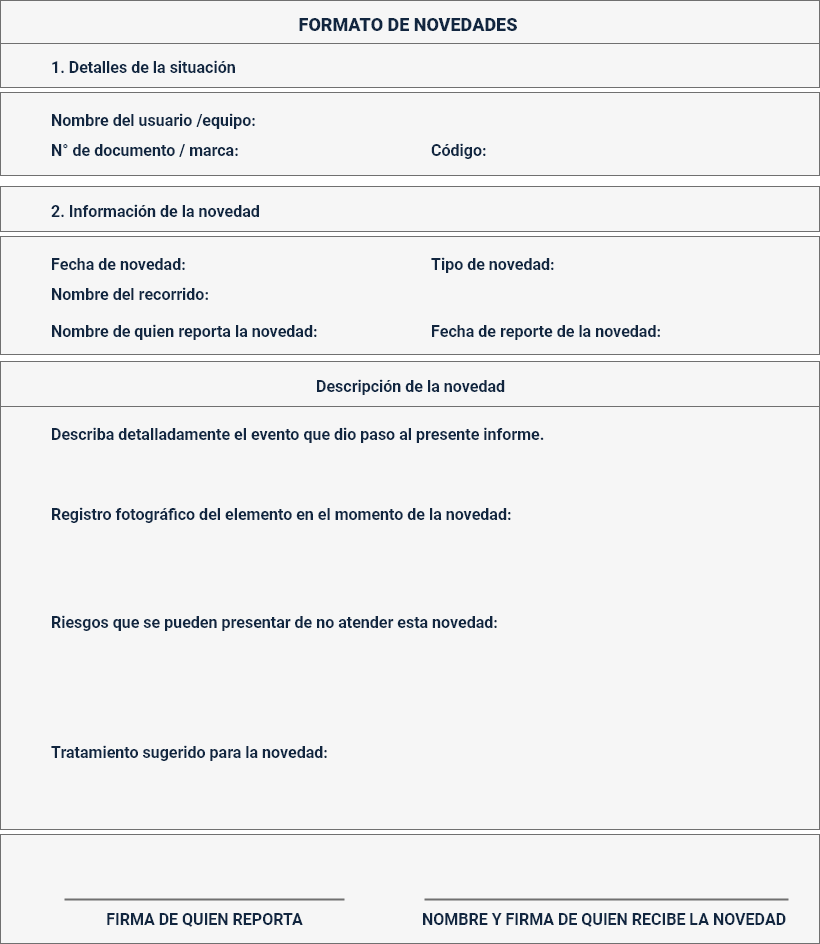 FORMATO DE NOVEDADES
1. Detalles de la situación
Nombre del usuario /equipo:
N° de documento / marca: Código:
2. Información de la novedad
Fecha de novedad: Tipo de novedad:
Nombre del recorrido:
Nombre de quien reporta la novedad: Fecha de reporte de la novedad:
Descripción de la novedad
Describa detalladamente el evento que dio paso al presente informe.
Registro fotográfico del elemento en el momento de la novedad:
Riesgos que se pueden presentar de no atender esta novedad:
Tratamiento sugerido para la novedad:
FIRMA DE QUIEN REPORTA NOMBRE Y FIRMA DE QUIEN RECIBE LA NOVEDAD